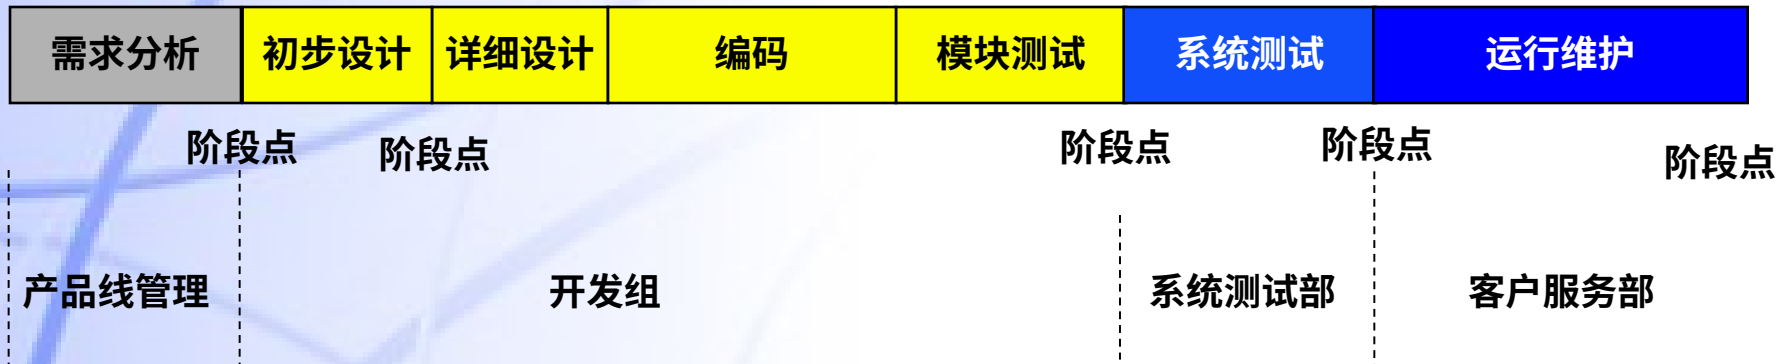 需求分析 初步设计 详细设计 编码 模块测试 系统测试 运行维护
阶段点 阶段点 阶段点 阶段点 阶段点
产品线管理 开发组 系统测试部 客户服务部